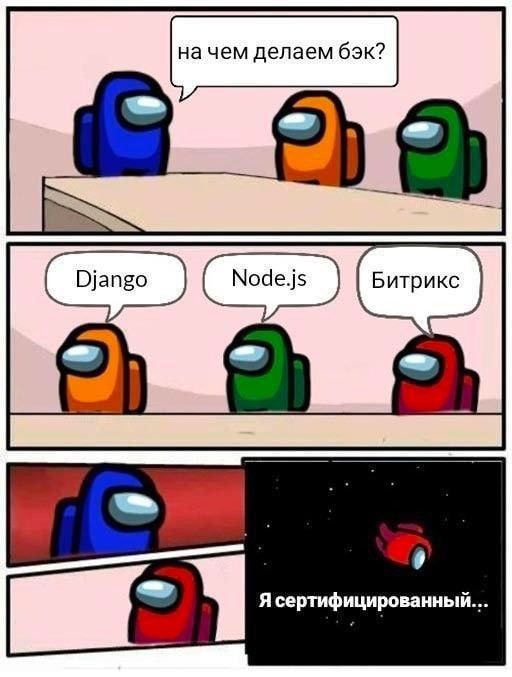 на чем делаем бэк?
Django
Node.js
Битрикс
Я сертифицированный...